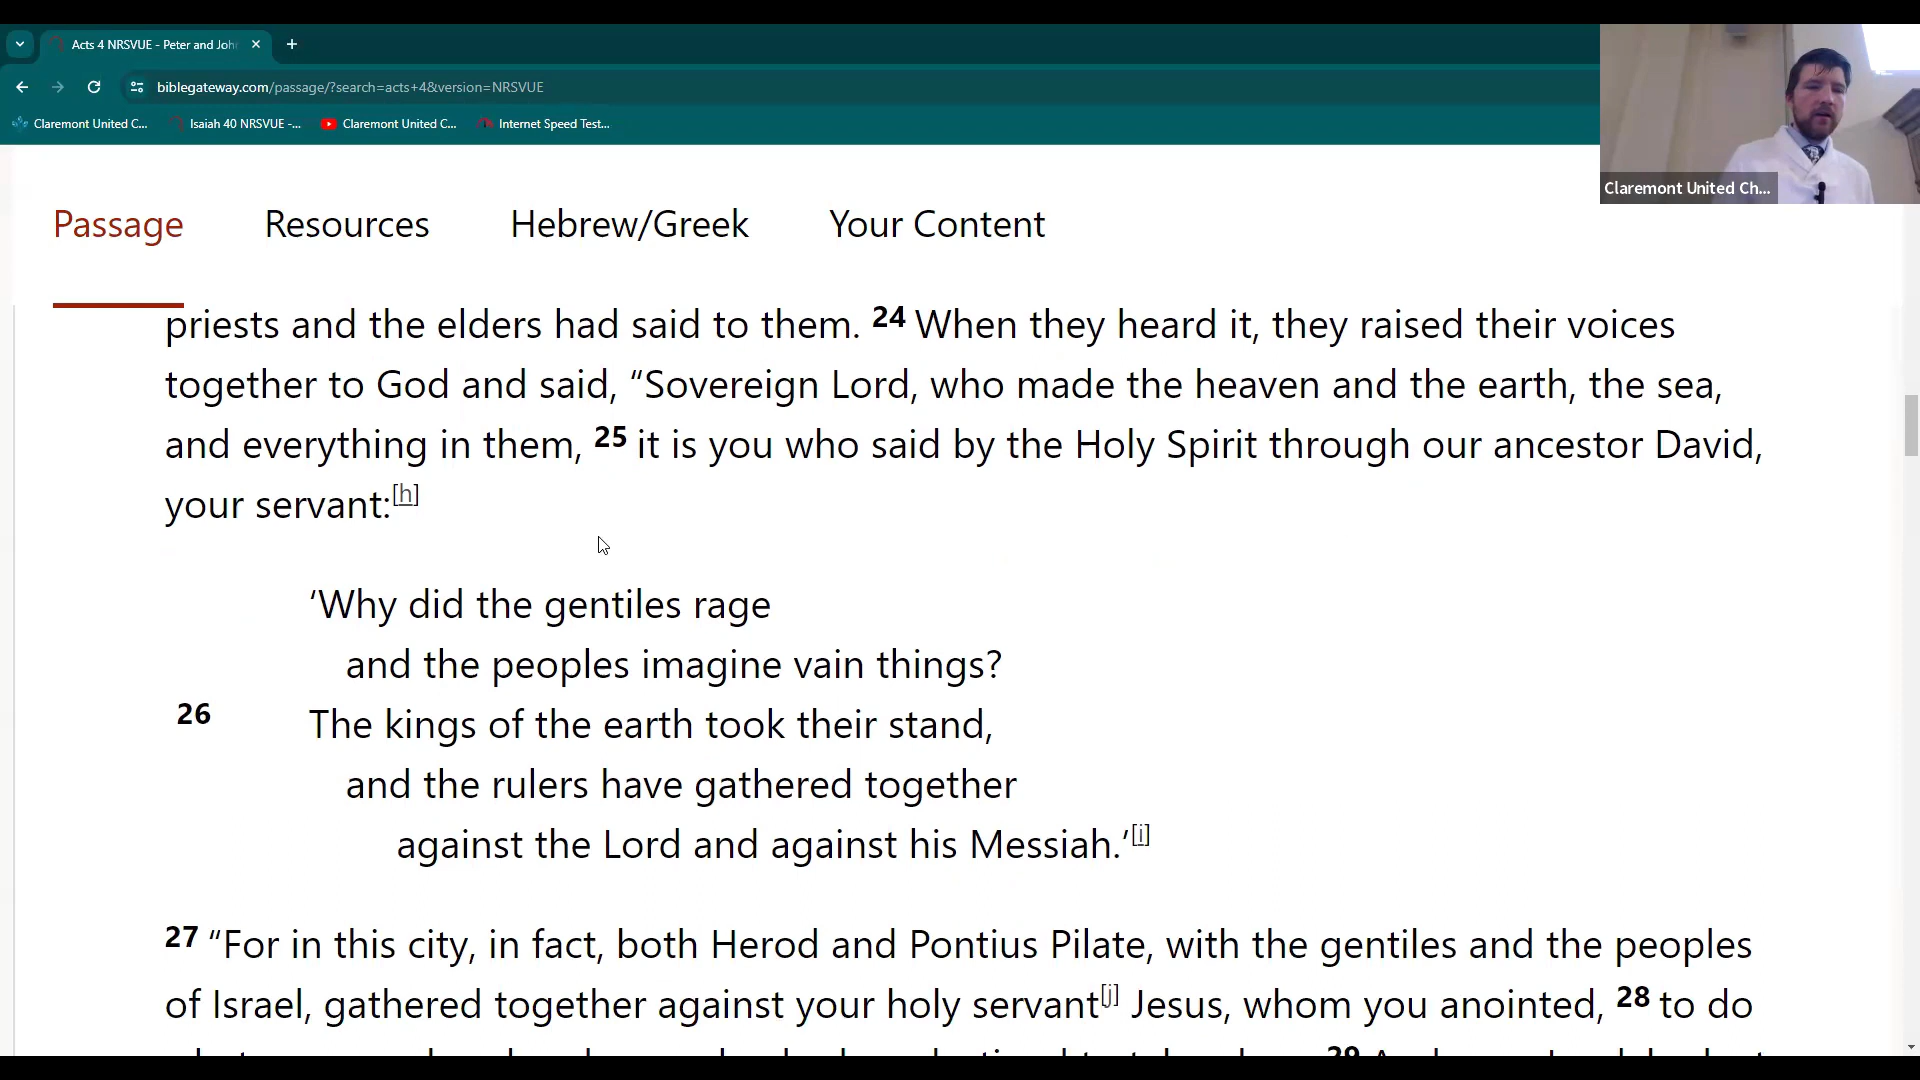 Acts 4 NRSVUE - Peter and Joh
biblegateway.com/passage/?search=acts+4&version=NRSVUE
Claremont United C... Isaiah 40 NRSVUE -... Claremont United C... Internet Speed Test...
Claremont United Ch...
Passage Resources Hebrew/Greek Your Content
priests and the elders had said to them. 24 When they heard it, they raised their voices
together to God and said, “Sovereign Lord, who made the heaven and the earth, the sea,
and everything in them, 25 it is you who said by the Holy Spirit through our ancestor David,
your servant:[h]
‘Why did the gentiles rage
and the peoples imagine vain things?
26 The kings of the earth took their stand,
and the rulers have gathered together
against the Lord and against his Messiah.’[i]
27 “For in this city, in fact, both Herod and Pontius Pilate, with the gentiles and the peoples
of Israel, gathered together against your holy servant[j] Jesus, whom you anointed, 28 to do
29